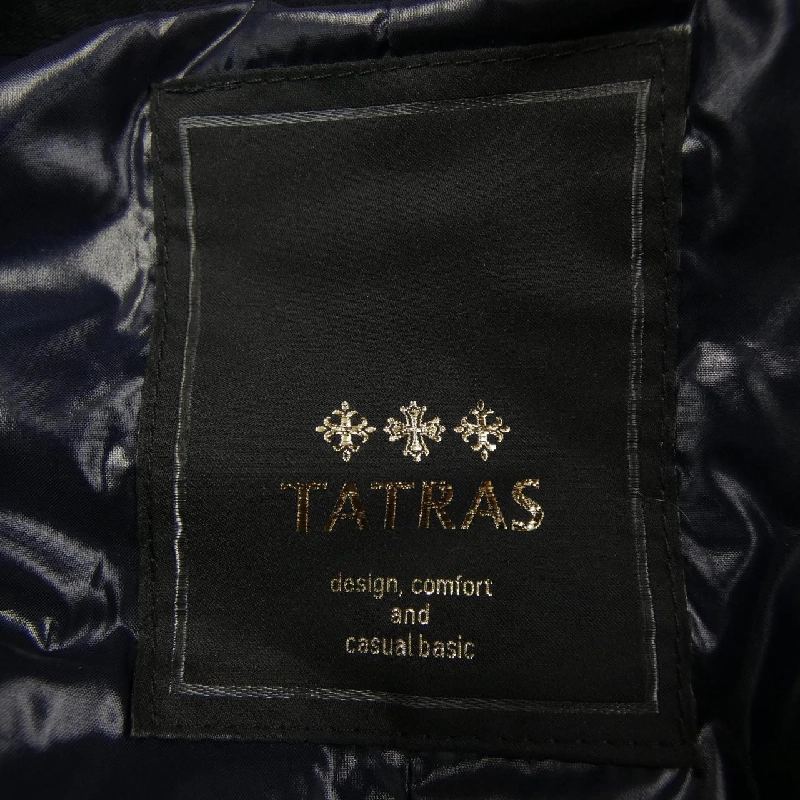 TATRAS
design, comfort
and
casual basic